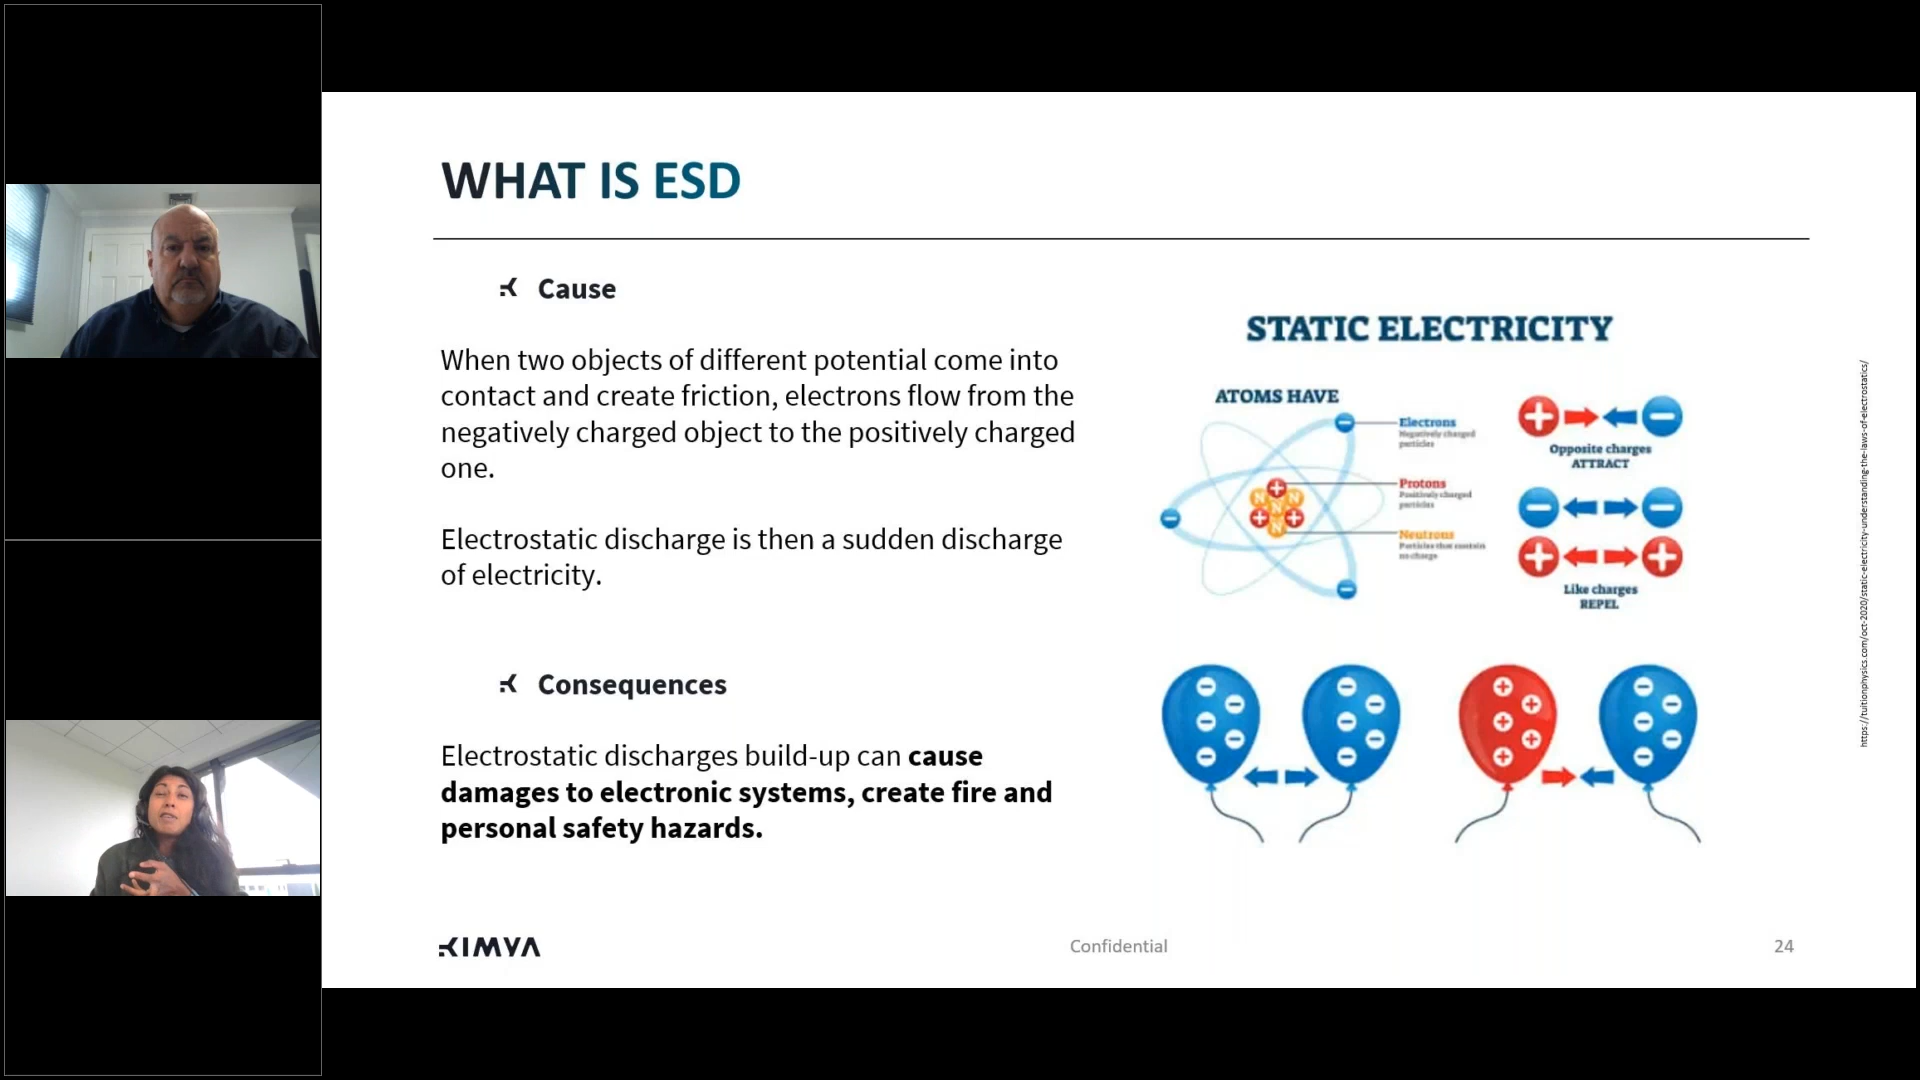 WHAT IS ESD
Cause
When two objects of different potential come into
contact and create friction, electrons flow from the
negatively charged object to the positively charged
one.
Electrostatic discharge is then a sudden discharge
of electricity.
Consequences
Electrostatic discharges build-up can cause
damages to electronic systems, create fire and
personal safety hazards.
STATIC ELECTRICITY
ATOMS HAVE
Electrons
Negatively charged
particles
Protons
Positively charged
particles
Neutrons
Particles that contain
no charge
N
N
N
N
Opposite charges
ATTRACT
Like charges
REPEL
https://tuitionphysics.com/oct-2020/static-electricity-understanding-the-laws-of-electrostatics/
KIMYA
Confidential
24